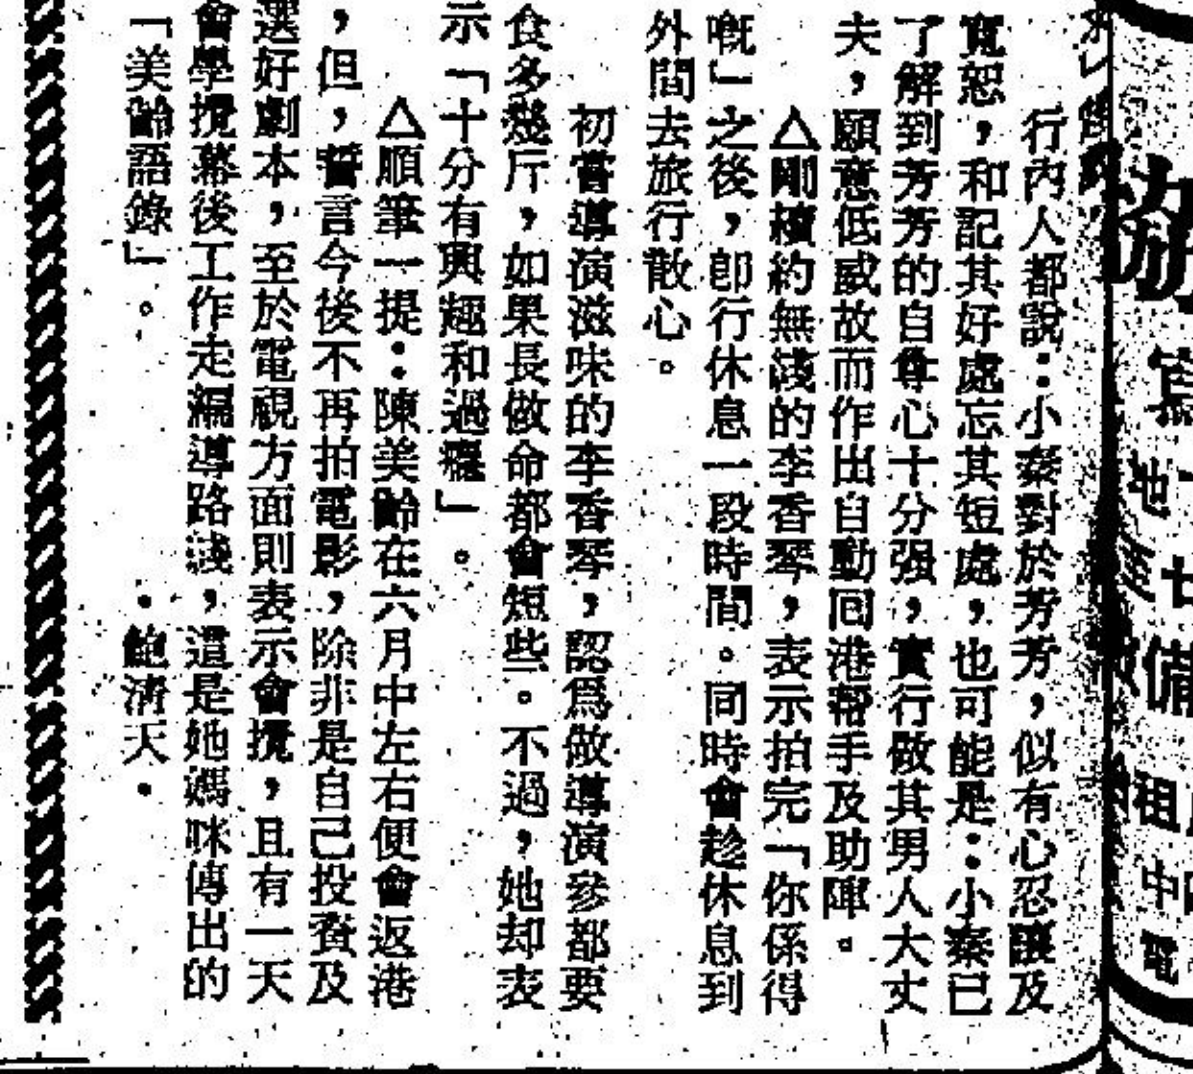 行內人都說：小秦對於芳芳，似有心忍讓及
寬恕，和記其好處忘其短處，也可能是：小秦已
了解到芳芳的自尊心十分强，實行做其男人大丈
夫，願意低威故而作出自動囘港幫手及助陣。
△剛續約無綫的李香琴，表示拍完「你係得
嘅」之後，卽行休息一段時間。同時會趁休息到
外間去旅行散心。
初嘗導演滋味的李香琴，認爲做導演參都要
食多幾斤，如果長做命都會短些。不過，她却表
示「十分有興趣和過癮」。
△順筆一提：陳美齡在六月中左右便會返港
，但，誓言今後不再拍電影，除非是自己投資及
選好劇本，至於電視方面則表示會攪，且有一天
會學攪幕後工作走編導路綫，這是她媽咪傳出的
「美齡語錄」。
·鮑淸天·